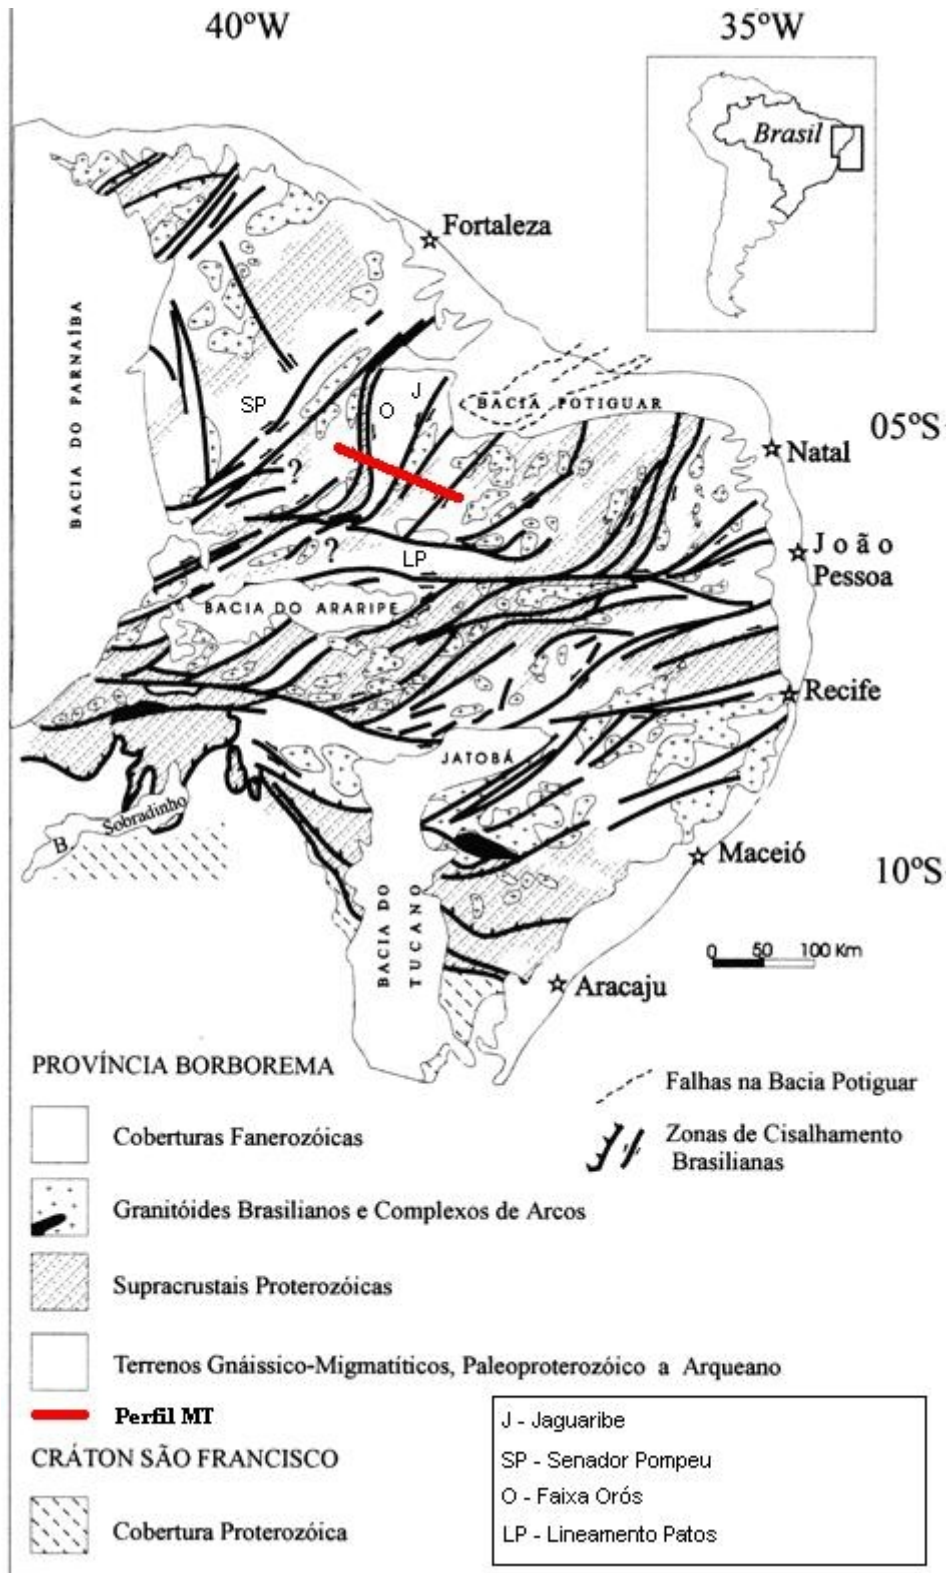 40ºW
35ºW
Brasil
Fortaleza
BACIA DO PARNAÍBA
SP
J
O
BACIA POTIGUAR
05ºS
Natal
?
?
LP
João
Pessoa
BACIA DO ARARIPE
Recife
JATOBÁ
B. Sobradinho
Maceió
10ºS
BACIA DO
TUCANO
0 50 100 Km
Aracaju
PROVÍNCIA BORBOREMA
Falhas na Bacia Potiguar
Coberturas Fanerozóicas
Zonas de Cisalhamento
Brasilianas
Granitóides Brasilianos e Complexos de Arcos
Supracrustais Proterozóicas
Terrenos Gnáissico-Migmatíticos, Paleoproterozóico a Arqueano
Perfil MT
CRÁTON SÃO FRANCISCO
Cobertura Proterozóica
J - Jaguaribe
SP - Senador Pompeu
O - Faixa Orós
LP - Lineamento Patos